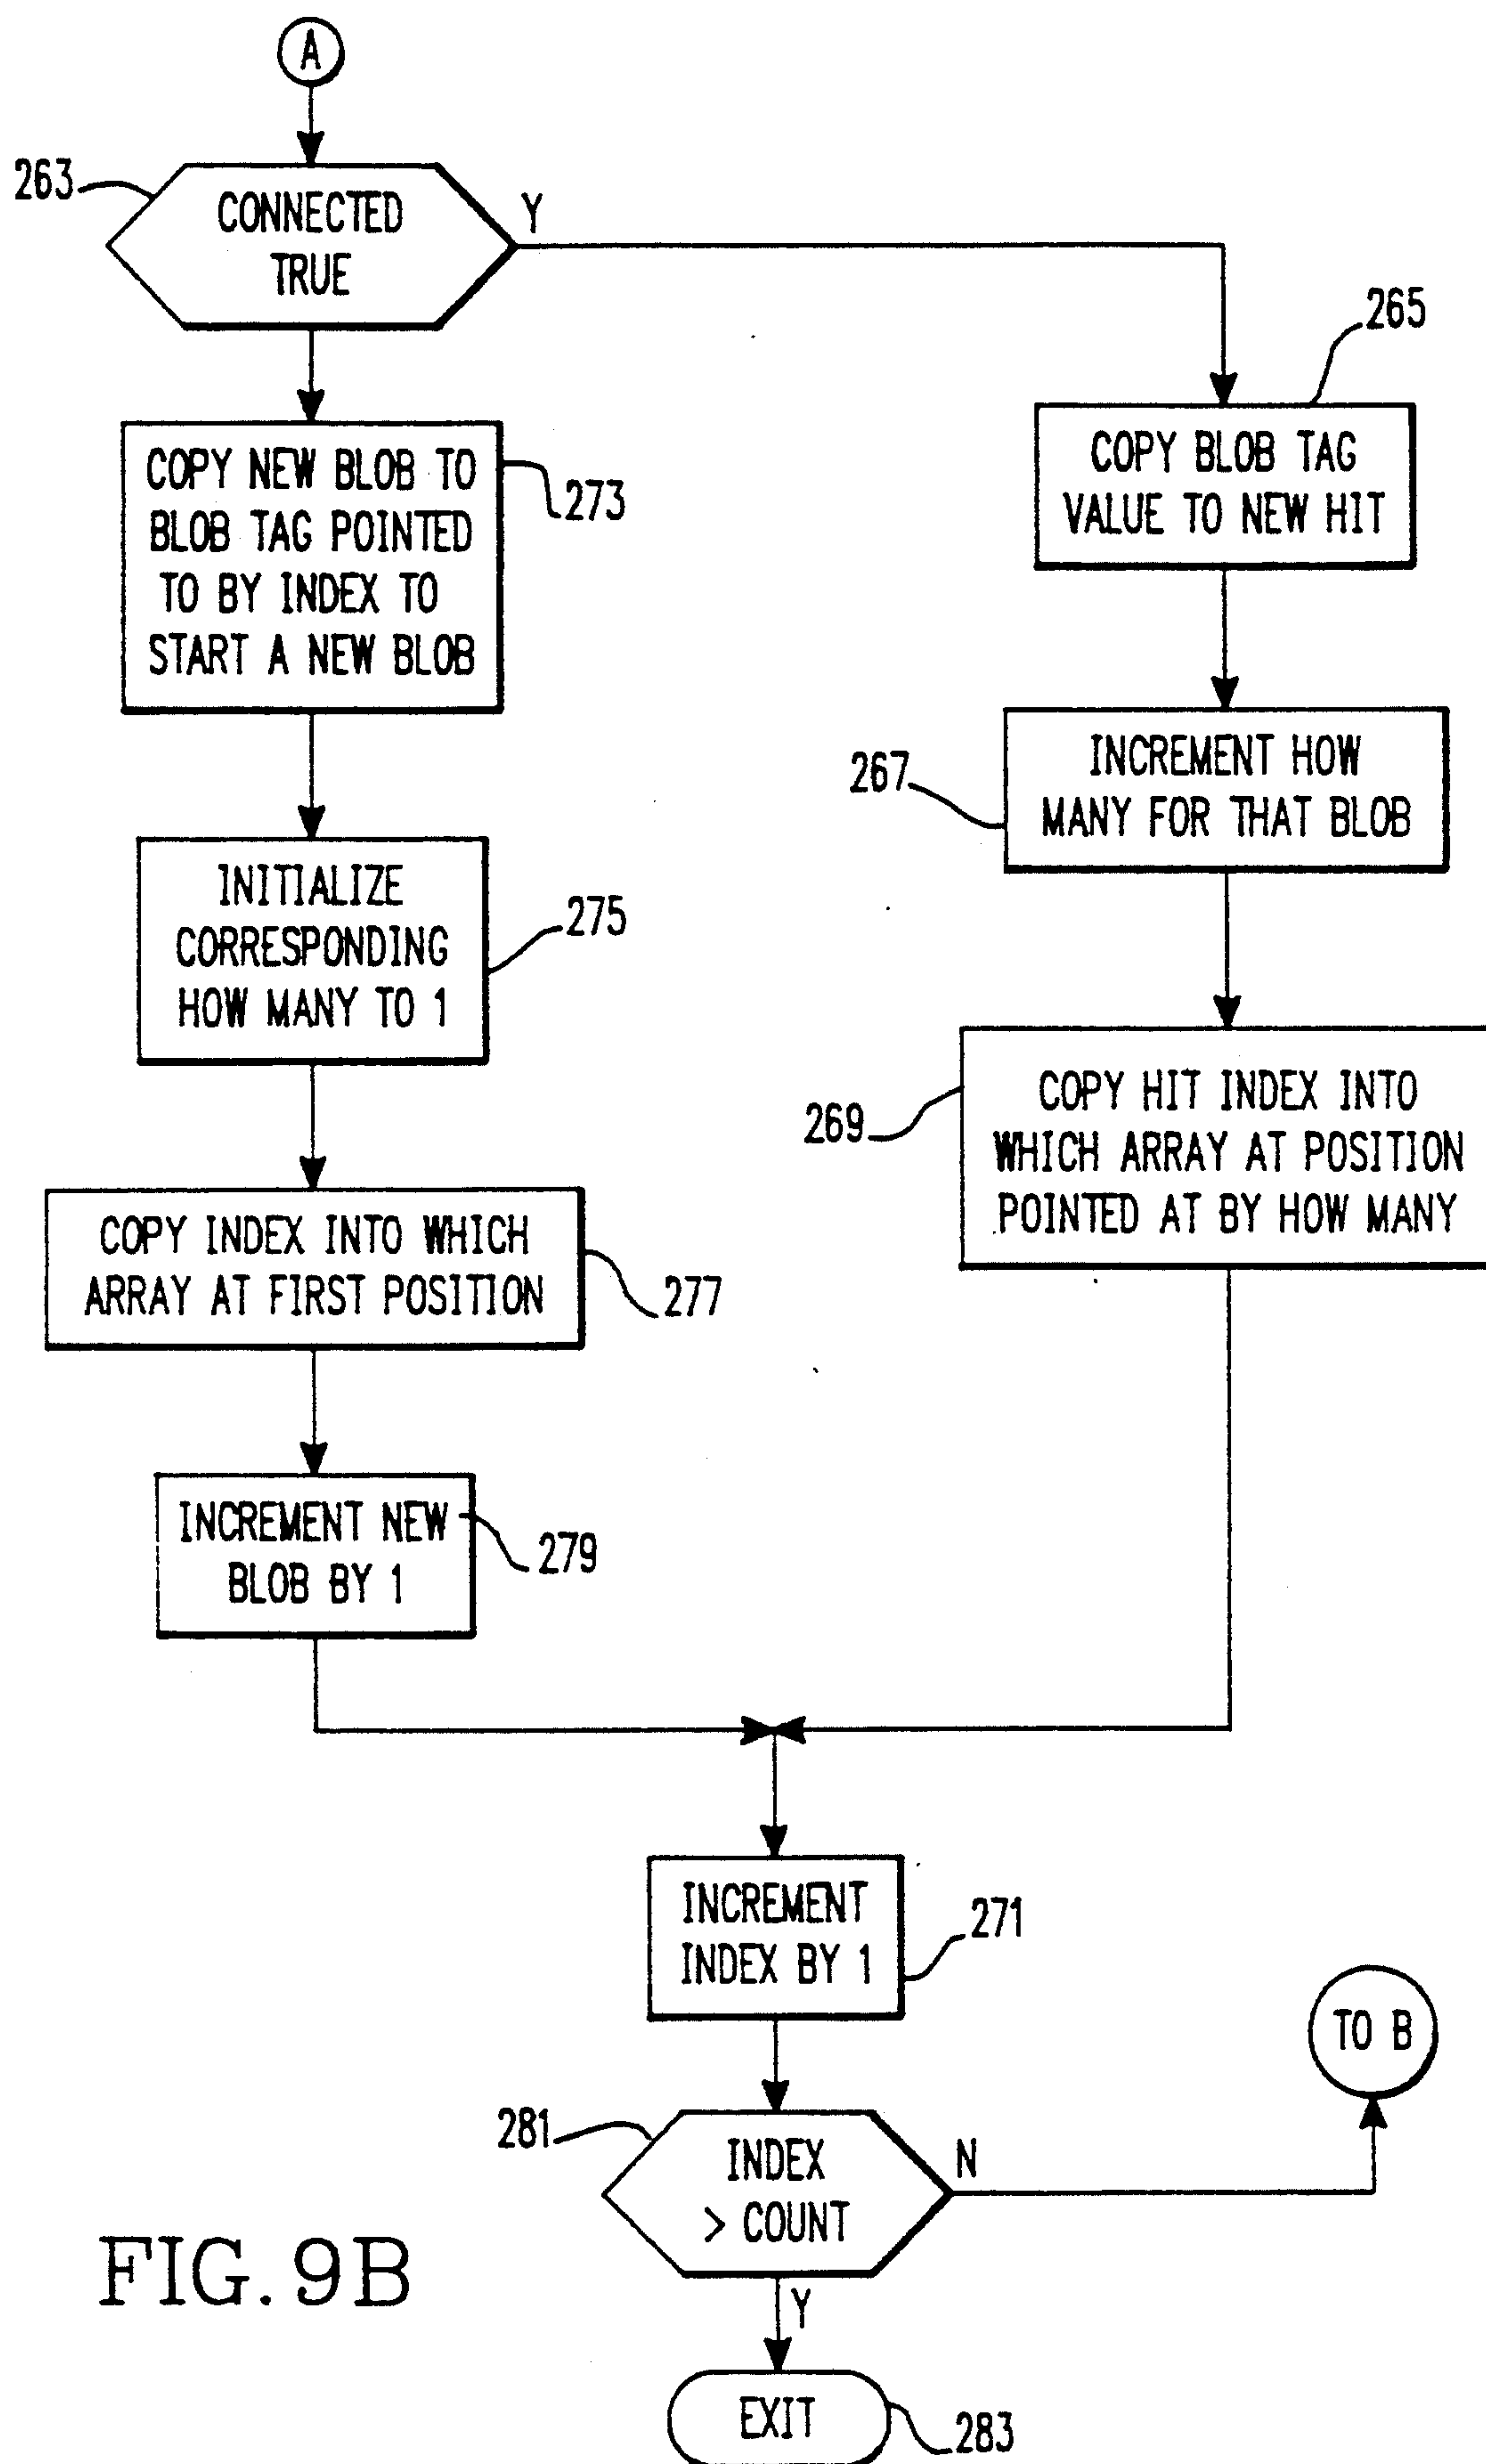 A
263
CONNECTED
TRUE
Y
265
COPY NEW BLOB TO
BLOB TAG POINTED
TO BY INDEX TO
START A NEW BLOB
273
COPY BLOB TAG
VALUE TO NEW HIT
267
INCREMENT HOW
MANY FOR THAT BLOB
INITIALIZE
CORRESPONDING
HOW MANY TO 1
275
269
COPY HIT INDEX INTO
WHICH ARRAY AT POSITION
POINTED AT BY HOW MANY
COPY INDEX INTO WHICH
ARRAY AT FIRST POSITION
277
INCREMENT NEW
BLOB BY 1
279
INCREMENT
INDEX BY 1
271
TO B
281
INDEX
> COUNT
N
Y
FIG. 9B
EXIT
283